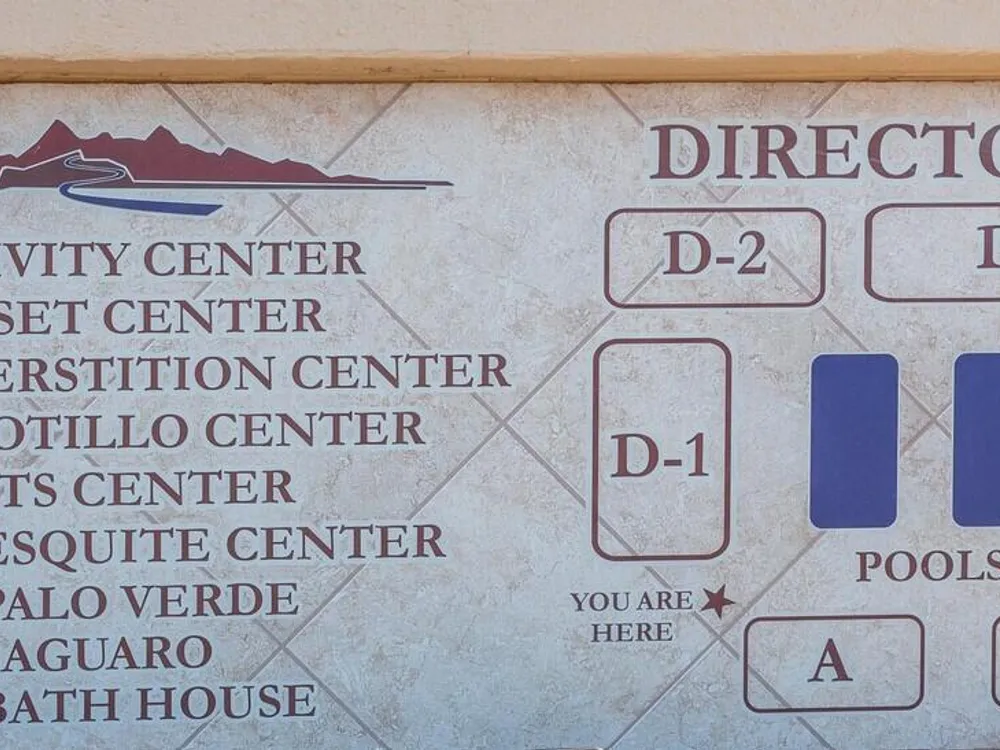 IVITY CENTER
SET CENTER
ERSTITION CENTER
OTILLO CENTER
TS CENTER
ESQUITE CENTER
PALO VERDE
AGUARO
BATH HOUSE
DIRECTO
D-2
D
D-1
POOLS
YOU ARE
HERE
A